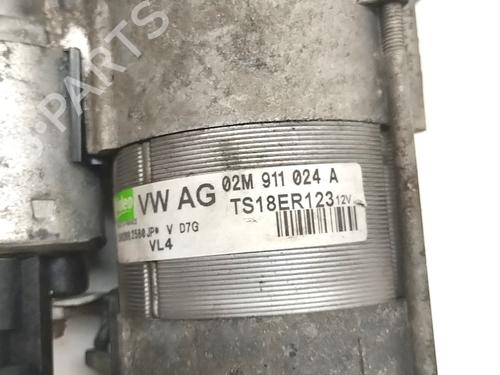 VW AG 02M 911 024 A
TS18ER123 12V
V D7G
VL4
PARTS